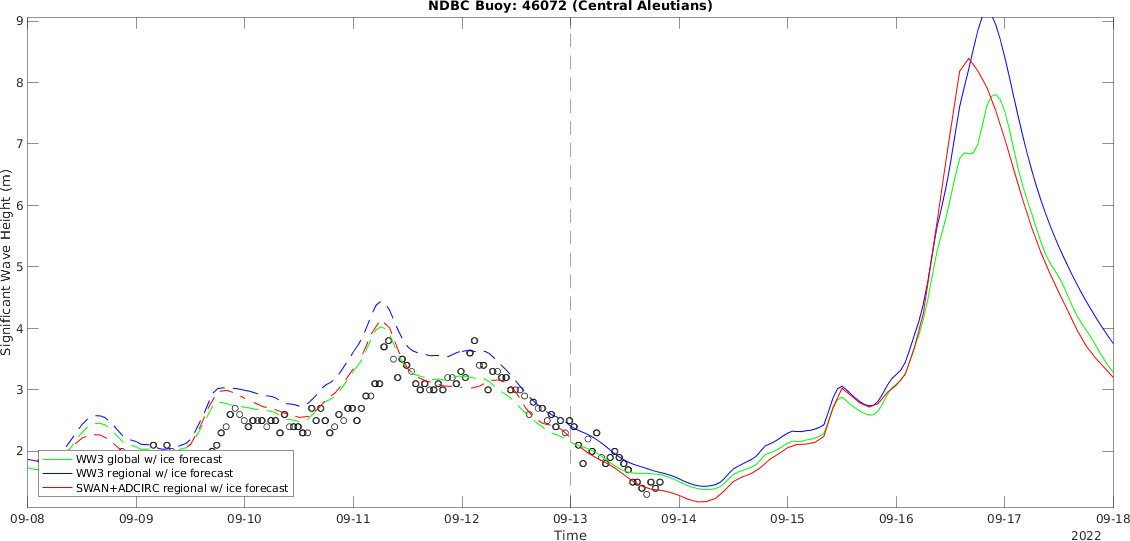 NDBC Buoy: 46072 (Central Aleutians)
9
8
7
6
5
4
3
2
Significant Wave Height (m)
WW3 global w/ ice forecast
WW3 regional w/ ice forecast
SWAN+ADCIRC regional w/ ice forecast
09-08 09-09 09-10 09-11 09-12 09-13 09-14 09-15 09-16 09-17 09-18
Time
2022